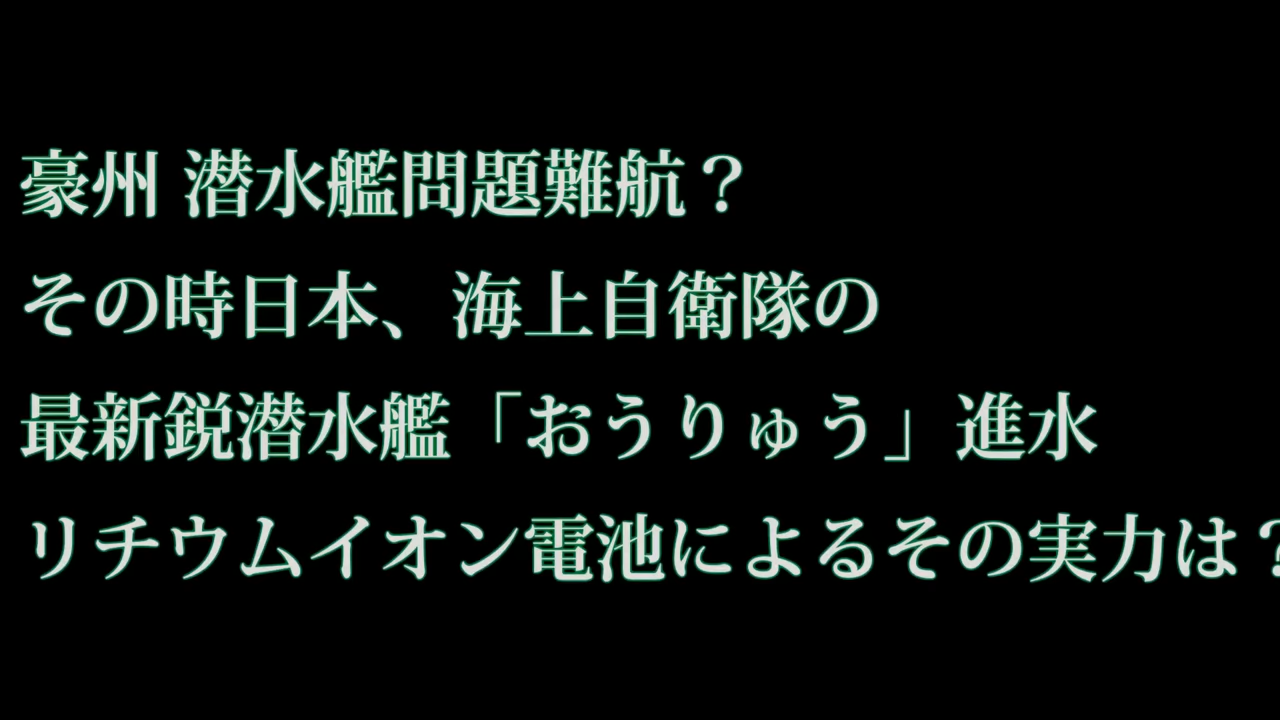 豪州 潜水艦問題難航？
その時日本、海上自衛隊の
最新鋭潜水艦「おうりゅう」進水
リチウムイオン電池によるその実力は？